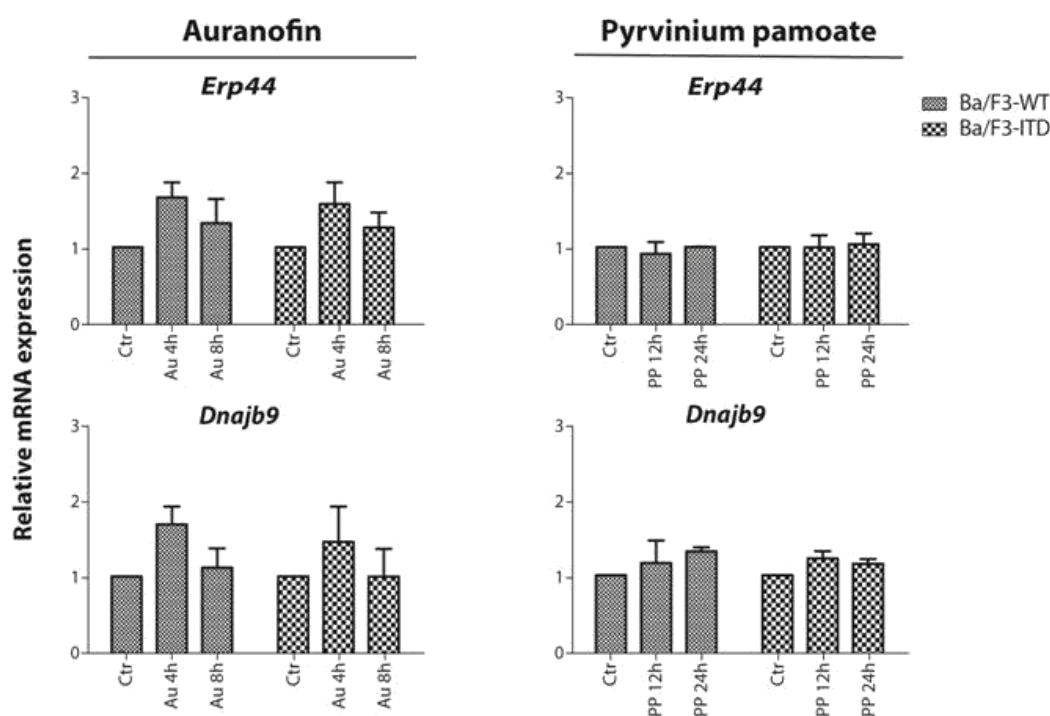 Auranofin
Pyrvinium pamoate
Erp44
Erp44
Ba/F3-WT
Ba/F3-ITD
Relative mRNA expression
3
2
1
0
Ctr
Au 4h
Au 8h
Ctr
Au 4h
Au 8h
3
2
1
0
Ctr
PP 12h
PP 24h
Ctr
PP 12h
PP 24h
Dnajb9
Dnajb9
3
2
1
0
Ctr
Au 4h
Au 8h
Ctr
Au 4h
Au 8h
3
2
1
0
Ctr
PP 12h
PP 24h
Ctr
PP 12h
PP 24h